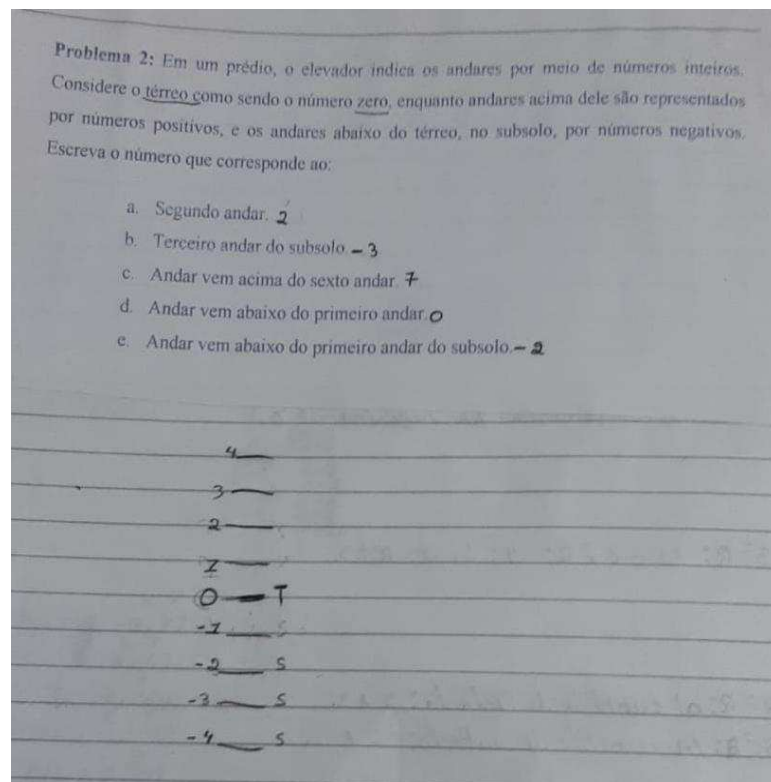 Problema 2: Em um prédio, o elevador indica os andares por meio de números inteiros.
Considere o térreo como sendo o número zero, enquanto andares acima dele são representados
por números positivos, e os andares abaixo do térreo, no subsolo, por números negativos.
Escreva o número que corresponde ao:
a. Segundo andar. 2
b. Terceiro andar do subsolo. -3
c. Andar vem acima do sexto andar. 7
d. Andar vem abaixo do primeiro andar. 0
e. Andar vem abaixo do primeiro andar do subsolo. -2
4
3
2
1
0 T
-1 S
-2 S
-3 S
-4 S